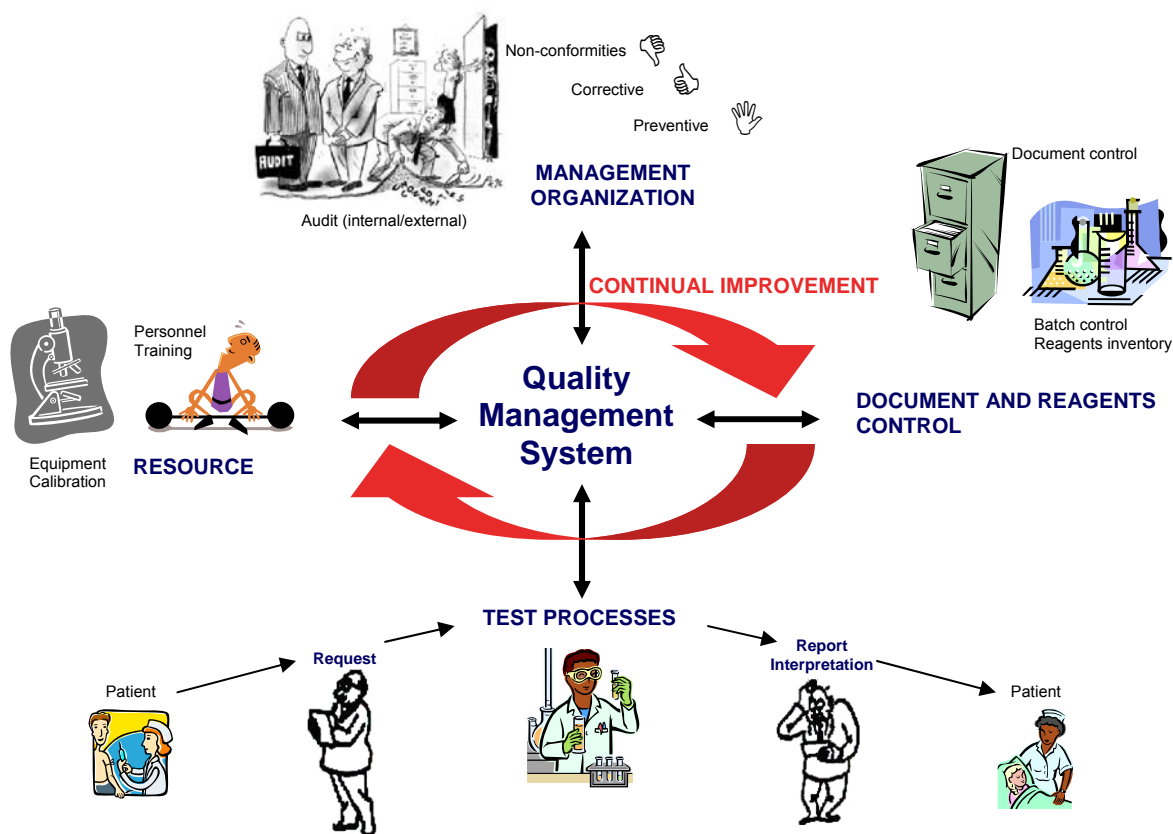 Non-conformities
Corrective
Preventive
AUDIT
Audit (internal/external)
MANAGEMENT
ORGANIZATION
Document control
Batch control
Reagents inventory
CONTINUAL IMPROVEMENT
Personnel
Training
Equipment
Calibration
RESOURCE
Quality
Management
System
DOCUMENT AND REAGENTS
CONTROL
TEST PROCESSES
Patient
Request
Report
Interpretation
Patient